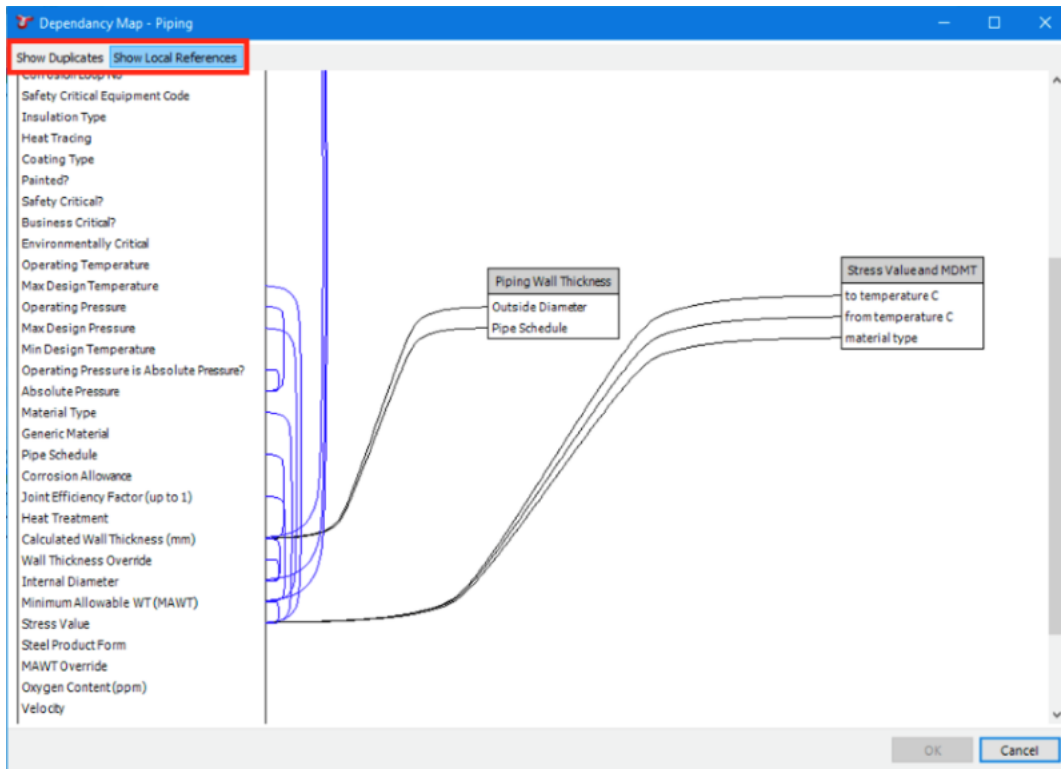 Dependancy Map - Piping
Show Duplicates Show Local References
Corrosion Loop No
Safety Critical Equipment Code
Insulation Type
Heat Tracing
Coating Type
Painted?
Safety Critical?
Business Critical?
Environmentally Critical
Operating Temperature
Max Design Temperature
Operating Pressure
Max Design Pressure
Min Design Temperature
Operating Pressure is Absolute Pressure?
Absolute Pressure
Material Type
Generic Material
Pipe Schedule
Corrosion Allowance
Joint Efficiency Factor (up to 1)
Heat Treatment
Calculated Wall Thickness (mm)
Wall Thickness Override
Internal Diameter
Minimum Allowable WT (MAWT)
Stress Value
Steel Product Form
MAWT Override
Oxygen Content (ppm)
Velocity
Piping Wall Thickness
Outside Diameter
Pipe Schedule
Stress Value and MDMT
to temperature C
from temperature C
material type
OK Cancel